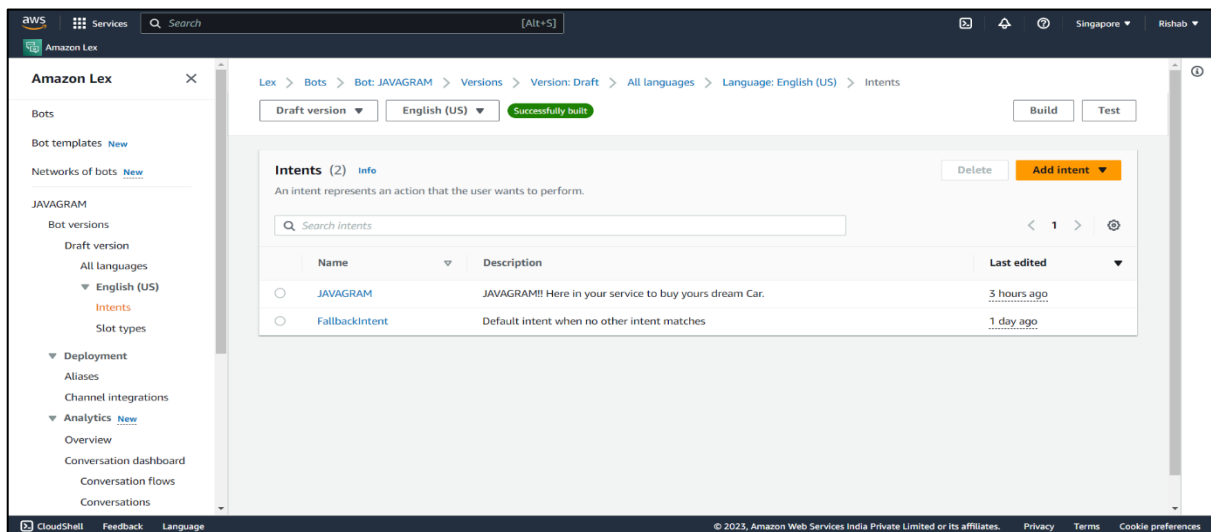 aws Services Search [Alt+S] Singapore Rishab
Amazon Lex
Amazon Lex
Bots
Bot templates New
Networks of bots New
JAVAGRAM
Bot versions
Draft version
All languages
English (US)
Intents
Slot types
Deployment
Aliases
Channel integrations
Analytics New
Overview
Conversation dashboard
Conversation flows
Conversations
Lex > Bots > Bot: JAVAGRAM > Versions > Version: Draft > All languages > Language: English (US) > Intents
Draft version English (US) Successfully built Build Test
Intents (2) Info Delete Add intent
An intent represents an action that the user wants to perform.
Search intents < 1 >
Name Description Last edited
JAVAGRAM JAVAGRAM!! Here in your service to buy yours dream Car. 3 hours ago
FallbackIntent Default intent when no other intent matches 1 day ago
CloudShell Feedback Language © 2023, Amazon Web Services India Private Limited or its affiliates. Privacy Terms Cookie preferences